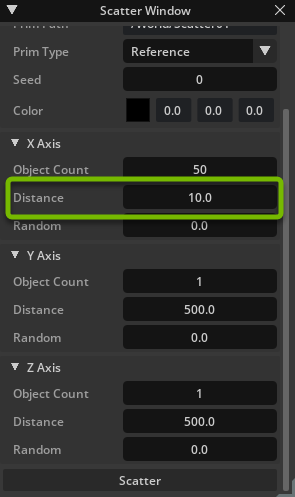 Scatter Window
Prim Path /World/Scatter01
Prim Type Reference
Seed 0
Color 0.0 0.0 0.0
X Axis
Object Count 50
Distance 10.0
Random 0.0
Y Axis
Object Count 1
Distance 500.0
Random 0.0
Z Axis
Object Count 1
Distance 500.0
Random 0.0
Scatter